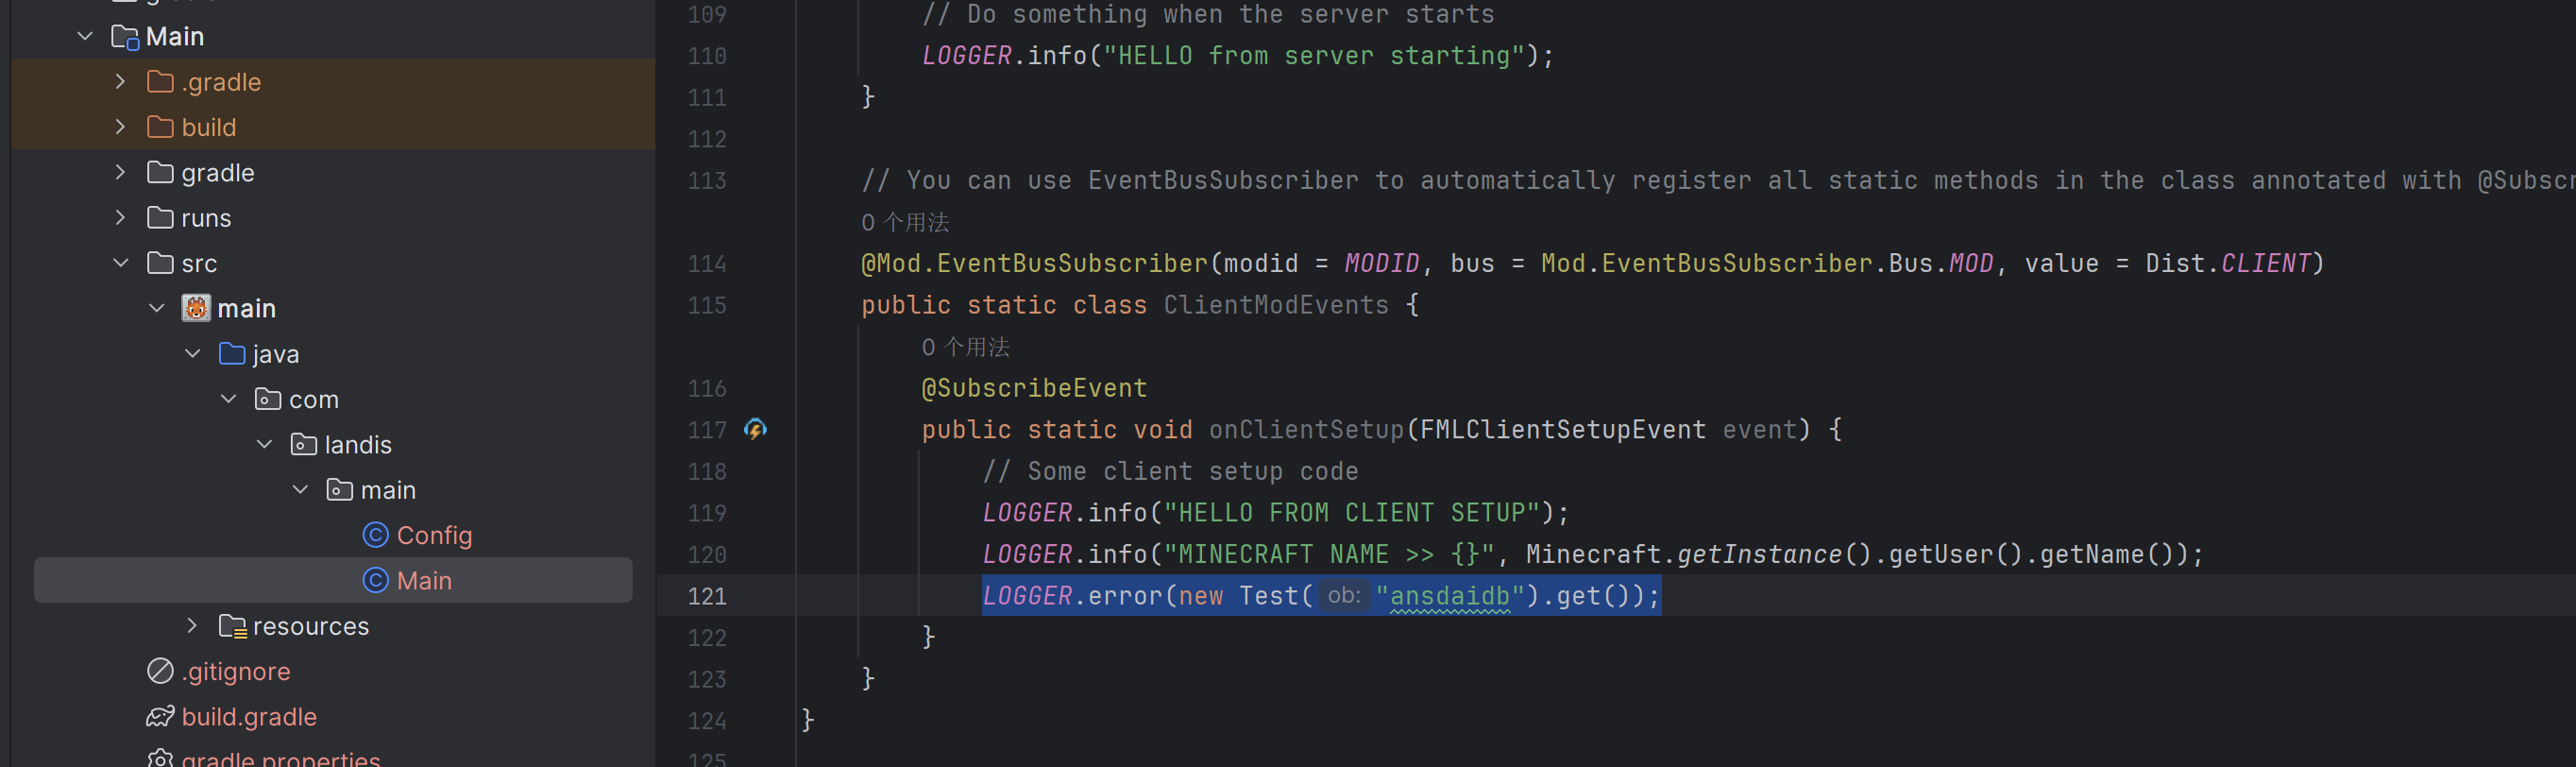 Main
.gradle
build
gradle
runs
src
main
java
com
landis
main
Config
Main
resources
.gitignore
build.gradle
gradle.properties
109 // Do something when the server starts
110 LOGGER.info("HELLO from server starting");
111 }
112
113 // You can use EventBusSubscriber to automatically register all static methods in the class annotated with @Subscr
0 个用法
114 @Mod.EventBusSubscriber(modid = MODID, bus = Mod.EventBusSubscriber.Bus.MOD, value = Dist.CLIENT)
115 public static class ClientModEvents {
0 个用法
116 @SubscribeEvent
117 public static void onClientSetup(FMLClientSetupEvent event) {
118 // Some client setup code
119 LOGGER.info("HELLO FROM CLIENT SETUP");
120 LOGGER.info("MINECRAFT NAME >> {}", Minecraft.getInstance().getUser().getName());
121 LOGGER.error(new Test( ob: "ansdaidb").get());
122 }
123 }
124 }
125